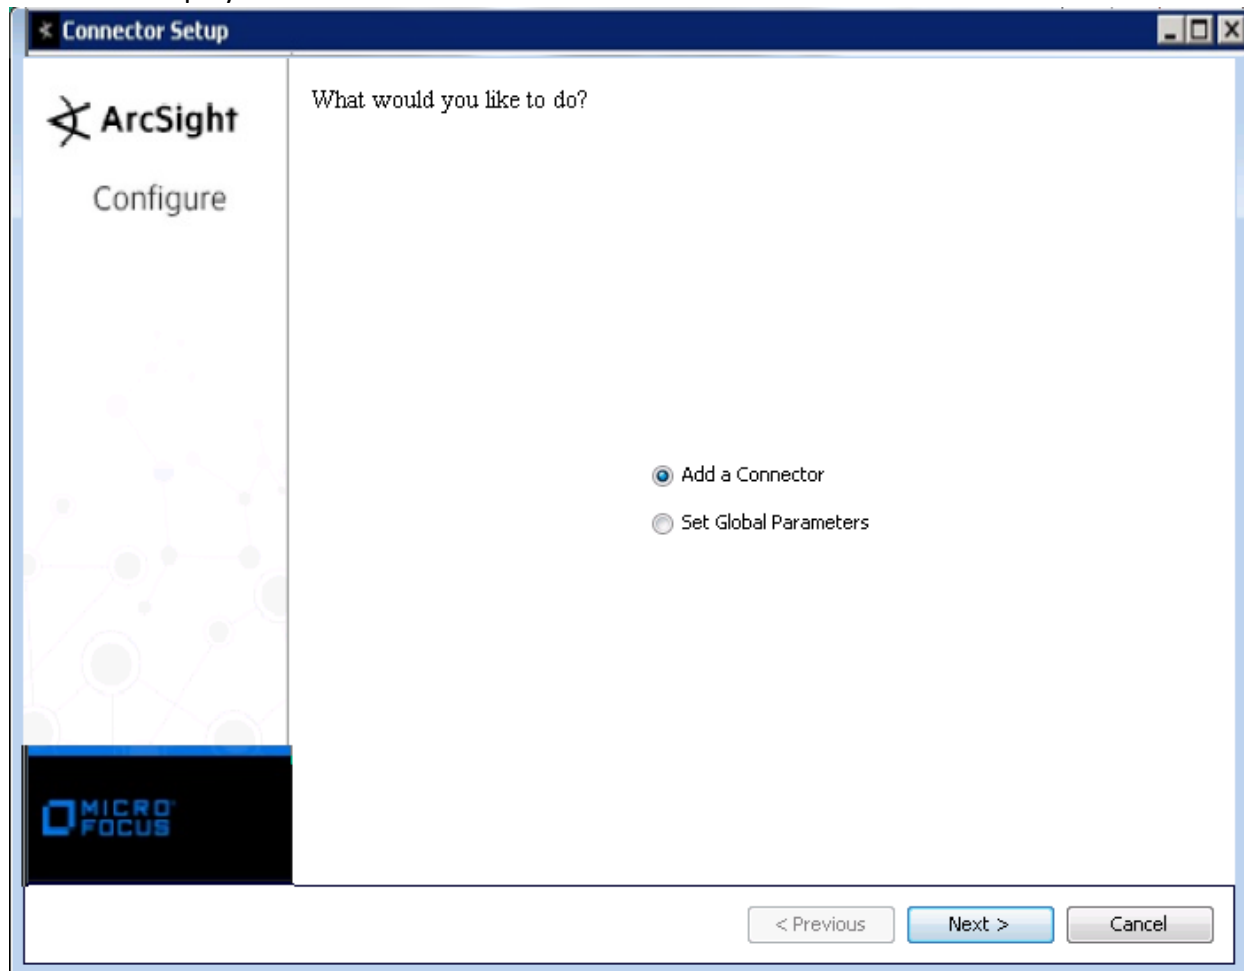 Connector Setup
ArcSight
Configure
What would you like to do?
Add a Connector
Set Global Parameters
MICRO
FOCUS
< Previous
Next >
Cancel